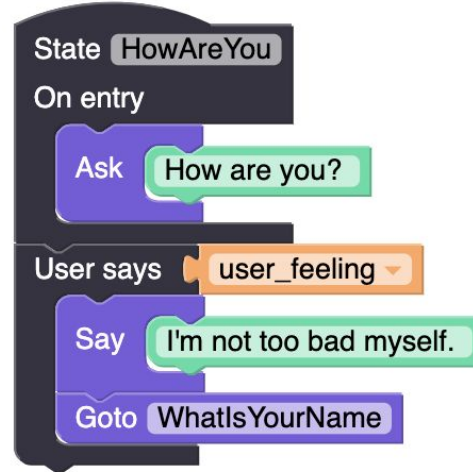 State HowAreYou
On entry
Ask How are you?
User says user_feeling
Say I'm not too bad myself.
Goto WhatIsYourName